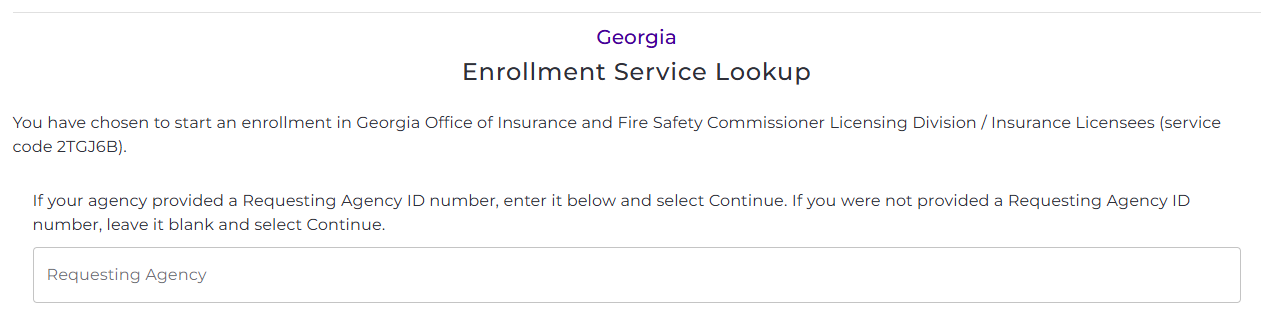 Georgia
Enrollment Service Lookup
You have chosen to start an enrollment in Georgia Office of Insurance and Fire Safety Commissioner Licensing Division / Insurance Licensees (service
code 2TGJ6B).
If your agency provided a Requesting Agency ID number, enter it below and select Continue. If you were not provided a Requesting Agency ID
number, leave it blank and select Continue.
Requesting Agency